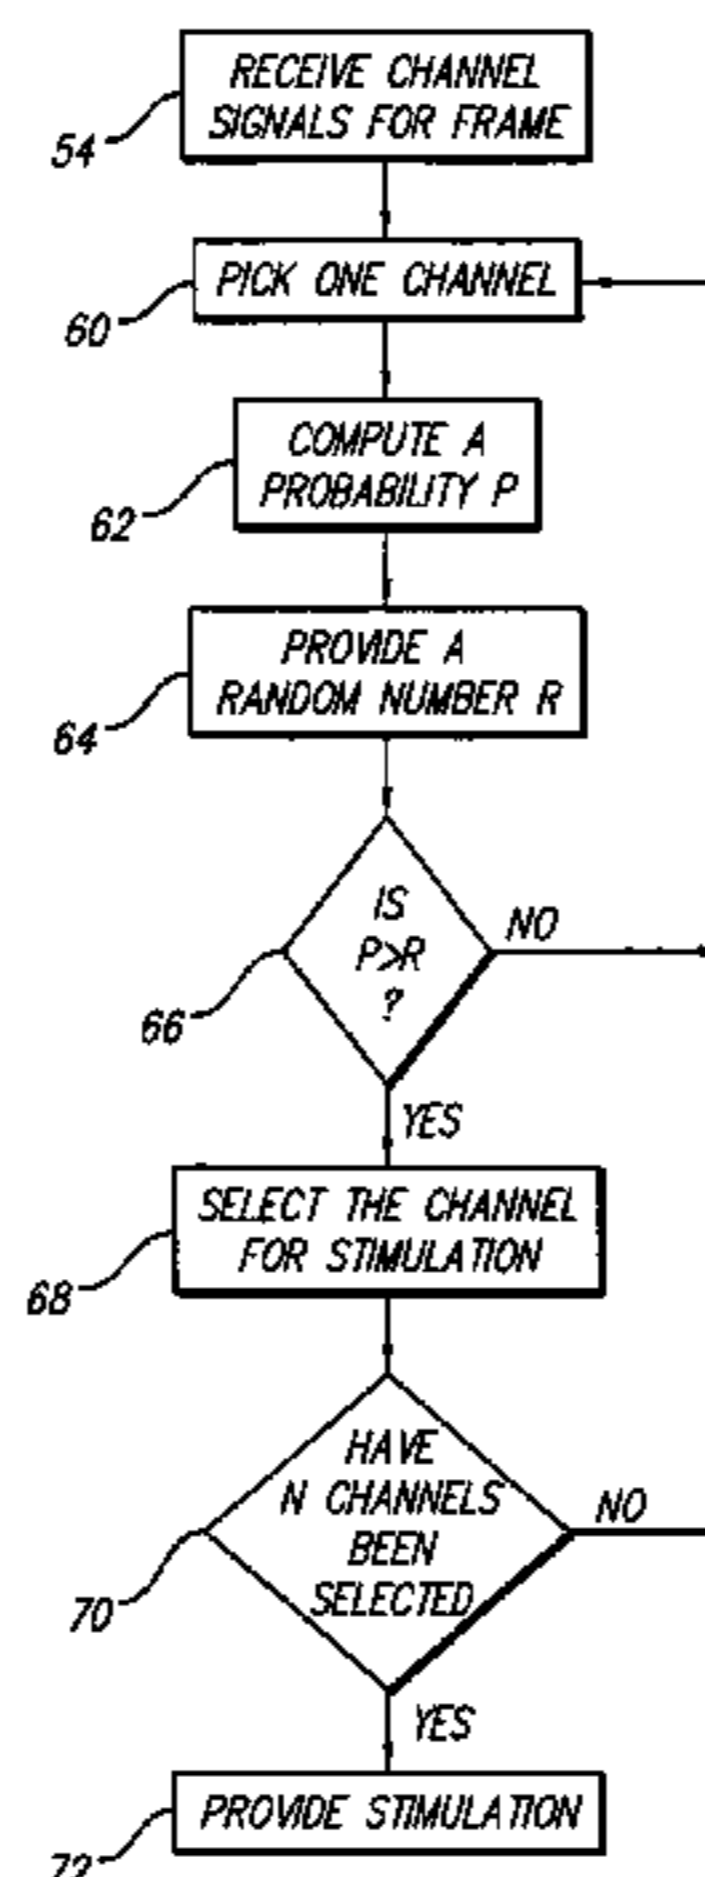 RECEIVE CHANNEL
SIGNALS FOR FRAME
54
PICK ONE CHANNEL
60
COMPUTE A
PROBABILITY P
62
PROVIDE A
RANDOM NUMBER R
64
IS
P>R
?
NO
66
YES
SELECT THE CHANNEL
FOR STIMULATION
68
HAVE
N CHANNELS
BEEN
SELECTED
NO
70
YES
PROVIDE STIMULATION
72